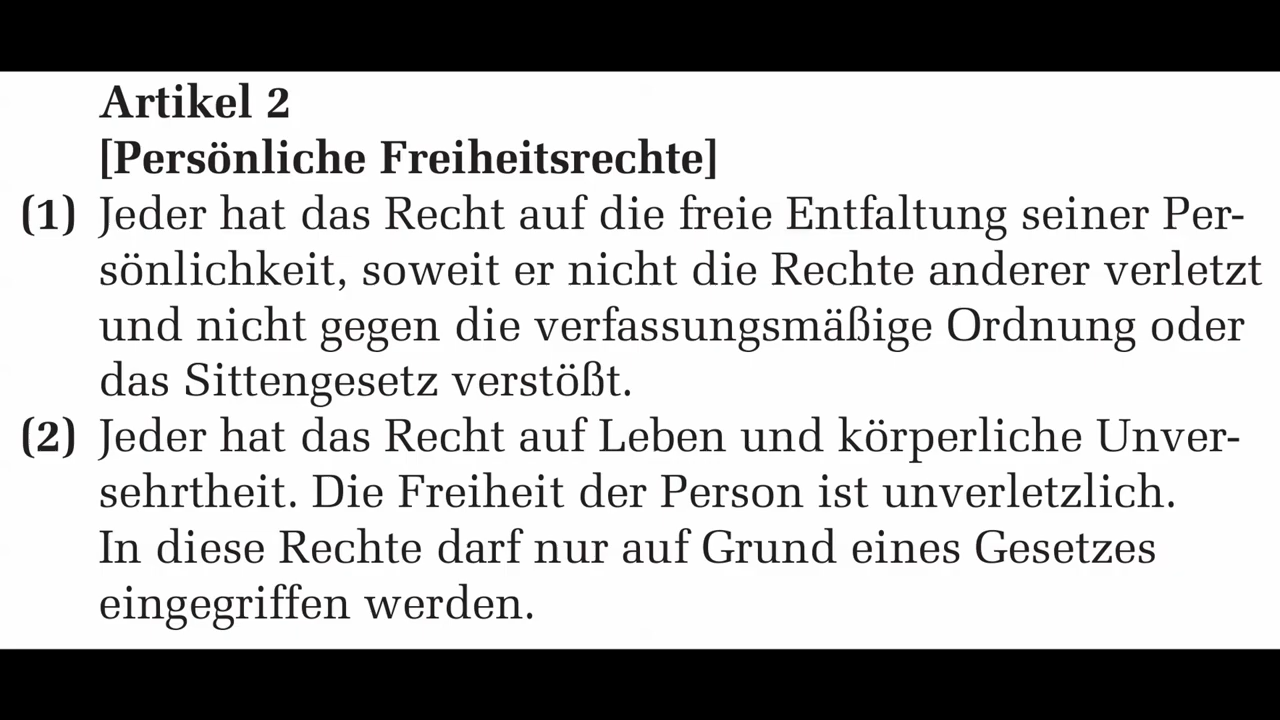 Artikel 2
[Persönliche Freiheitsrechte]
(1) Jeder hat das Recht auf die freie Entfaltung seiner Per-
sönlichkeit, soweit er nicht die Rechte anderer verletzt
und nicht gegen die verfassungsmäßige Ordnung oder
das Sittengesetz verstößt.
(2) Jeder hat das Recht auf Leben und körperliche Unver-
sehrtheit. Die Freiheit der Person ist unverletzlich.
In diese Rechte darf nur auf Grund eines Gesetzes
eingegriffen werden.